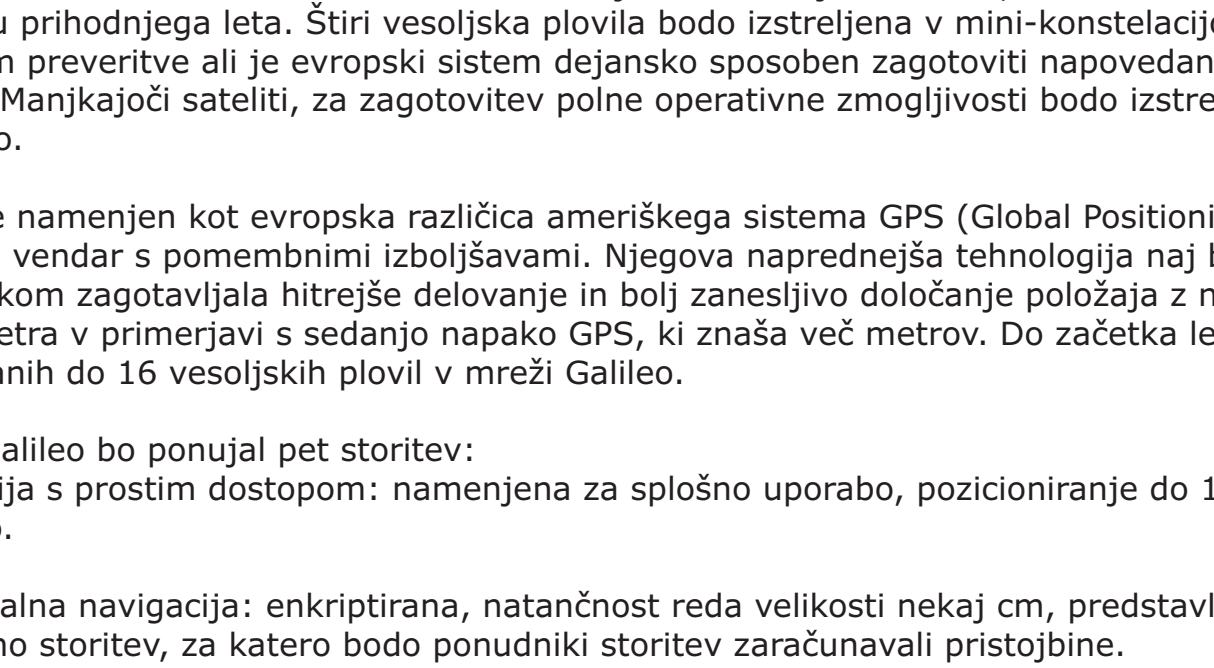 u prihodnjega leta. Štiri vesoljska plovila bodo izstreljena v mini-konstelacijo
m preveritve ali je evropski sistem dejansko sposoben zagotoviti napovedan
Manjkajoči sateliti, za zagotovitev polne operativne zmogljivosti bodo izstre
o.
e namenjen kot evropska različica ameriškega sistema GPS (Global Positioni
vendar s pomembnimi izboljšavami. Njegova naprednejša tehnologija naj b
kom zagotavljala hitrejše delovanje in bolj zanesljivo določanje položaja z n
etra v primerjavi s sedanjo napako GPS, ki znaša več metrov. Do začetka le
nnih do 16 vesoljskih plovil v mreži Galileo.
alileo bo ponujal pet storitev:
ija s prostim dostopom: namenjena za splošno uporabo, pozicioniranje do 1
o.
alna navigacija: enkriptirana, natančnost reda velikosti nekaj cm, predstavl
no storitev, za katero bodo ponudniki storitev zaračunavali pristojbine.